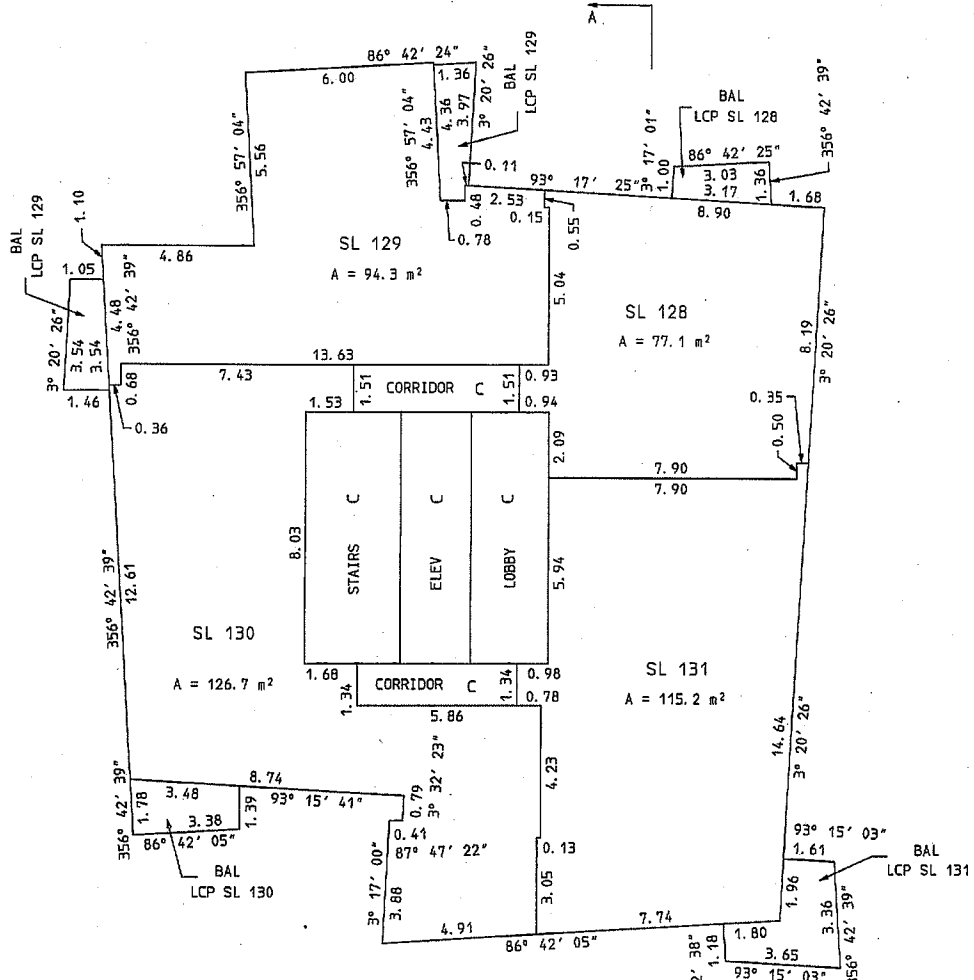 A
86° 42' 24"
6.00
1.36
356° 57' 04"
5.56
356° 57' 04"
4.43
4.36
3.97
3° 20' 26"
BAL
LCP SL 129
BAL
LCP SL 128
3° 17' 01"
1.00
86° 42' 25"
3.03
3.17
1.36
356° 42' 39"
0.11
93° 17' 25"
8.90
1.68
0.48
2.53
0.15
0.55
0.78
BAL
LCP SL 129
1.10
4.86
SL 129
A = 94.3 m²
5.04
SL 128
A = 77.1 m²
8.19
3° 20' 26"
1.05
3° 20' 26"
3.54
3.54
4.48
356° 42' 39"
1.46
0.68
0.36
13.63
7.43
1.53
1.51
CORRIDOR C
1.51
0.93
0.94
2.09
0.35
0.50
7.90
7.90
8.03
STAIRS C
ELEV C
LOBBY C
5.94
356° 42' 39"
12.61
SL 130
A = 126.7 m²
SL 131
A = 115.2 m²
1.68
1.34
CORRIDOR C
1.34
0.98
0.78
5.86
14.64
3° 20' 26"
356° 42' 39"
1.78
3.48
8.74
93° 15' 41"
3.38
1.39
86° 42' 05"
BAL
LCP SL 130
0.79
3° 32' 23"
0.41
87° 47' 22"
3° 17' 00"
3.88
4.23
0.13
3.05
4.91
86° 42' 05"
7.74
93° 15' 03"
1.61
1.96
3.36
356° 42' 39"
BAL
LCP SL 131
1.80
1.18
2' 38"
3.65
93° 15' 03"